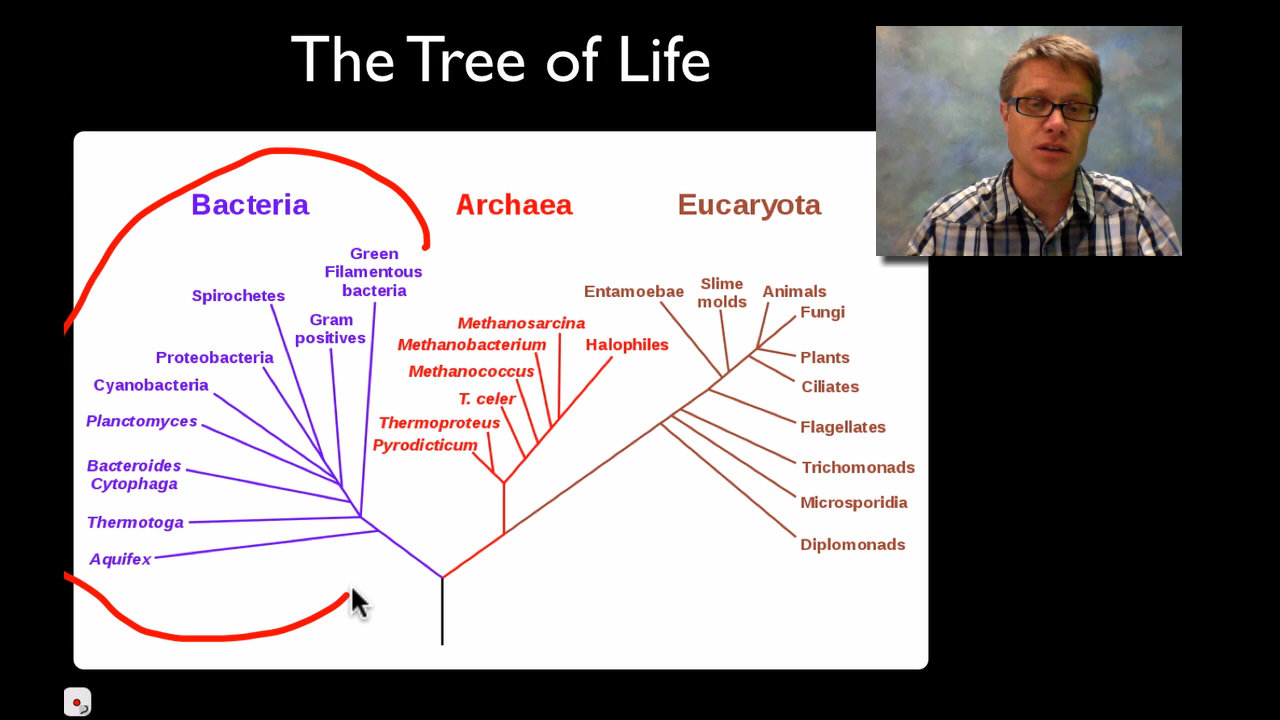 The Tree of Life
Bacteria
Archaea
Eucaryota
Green
Filamentous
bacteria
Spirochetes
Gram
positives
Proteobacteria
Cyanobacteria
Planctomyces
Bacteroides
Cytophaga
Thermotoga
Aquifex
Methanosarcina
Methanobacterium
Halophiles
Methanococcus
T. celer
Thermoproteus
Pyrodicticum
Entamoebae
Slime
molds
Animals
Fungi
Plants
Ciliates
Flagellates
Trichomonads
Microsporidia
Diplomonads